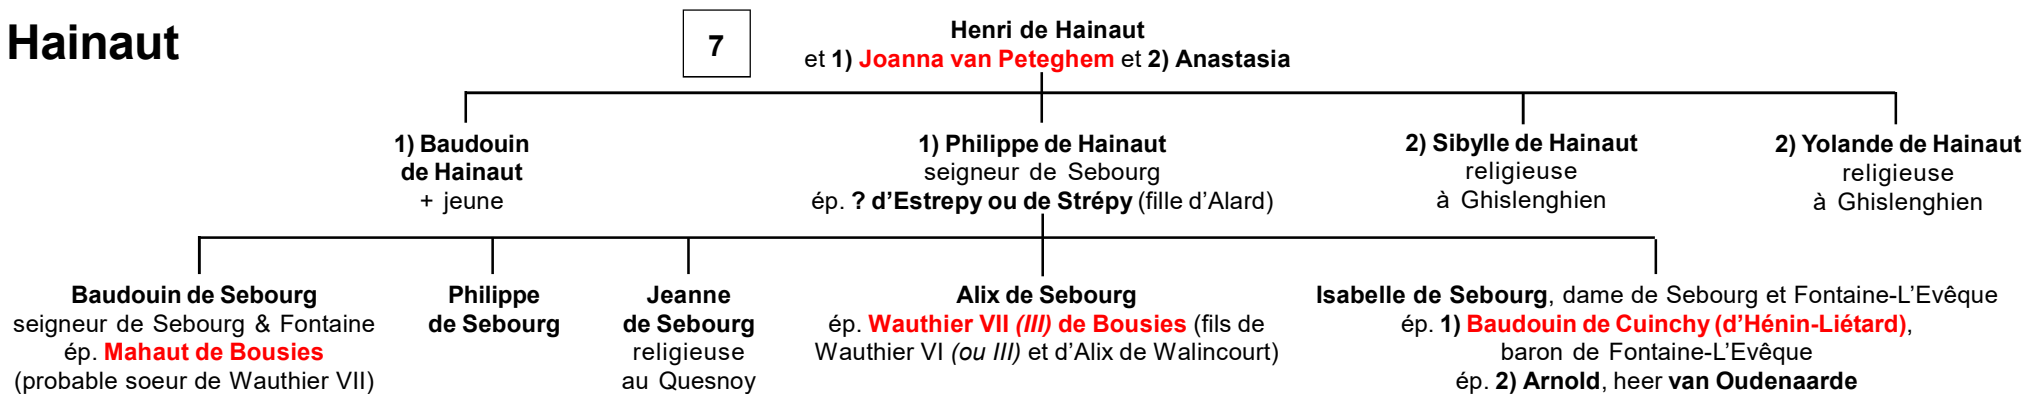 Hainaut
7
Henri de Hainaut
et 1) Joanna van Peteghem et 2) Anastasia
1) Baudouin
de Hainaut
+ jeune
1) Philippe de Hainaut
seigneur de Sebourg
ép. ? d’Estrepy ou de Strépy (fille d’Alard)
2) Sibylle de Hainaut
religieuse
à Ghislenghien
2) Yolande de Hainaut
religieuse
à Ghislenghien
Baudouin de Sebourg
seigneur de Sebourg & Fontaine
ép. Mahaut de Bousies
(probable soeur de Wauthier VII)
Philippe
de Sebourg
Jeanne
de Sebourg
religieuse
au Quesnoy
Alix de Sebourg
ép. Wauthier VII (III) de Bousies (fils de
Wauthier VI (ou III) et d’Alix de Walincourt)
Isabelle de Sebourg, dame de Sebourg et Fontaine-L’Evêque
ép. 1) Baudouin de Cuinchy (d’Hénin-Liétard),
baron de Fontaine-L’Evêque
ép. 2) Arnold, heer van Oudenaarde